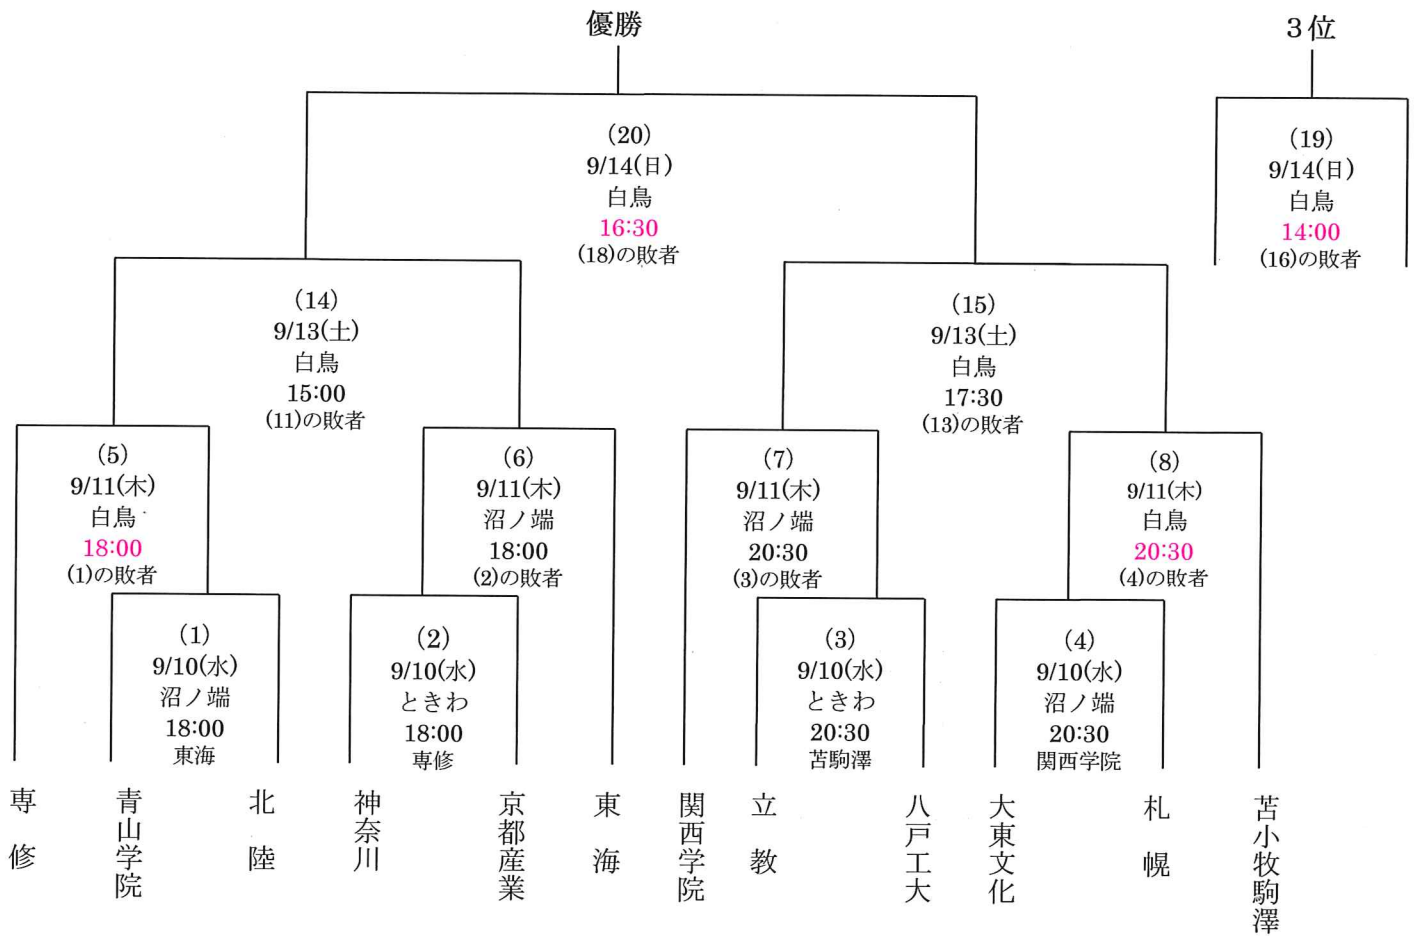 優勝
3位
(20)
9/14(日)
白鳥
16:30
(18)の敗者
(19)
9/14(日)
白鳥
14:00
(16)の敗者
(14)
9/13(土)
白鳥
15:00
(11)の敗者
(15)
9/13(土)
白鳥
17:30
(13)の敗者
(5)
9/11(木)
白鳥
18:00
(1)の敗者
(6)
9/11(木)
沼ノ端
18:00
(2)の敗者
(7)
9/11(木)
沼ノ端
20:30
(3)の敗者
(8)
9/11(木)
白鳥
20:30
(4)の敗者
(1)
9/10(水)
沼ノ端
18:00
東海
(2)
9/10(水)
ときわ
18:00
専修
(3)
9/10(水)
ときわ
20:30
苫駒澤
(4)
9/10(水)
沼ノ端
20:30
関西学院
専修
青山学院
北陸
神奈川
京都産業
東海
関西学院
立教
八戸工大
大東文化
札幌
苫小牧駒澤